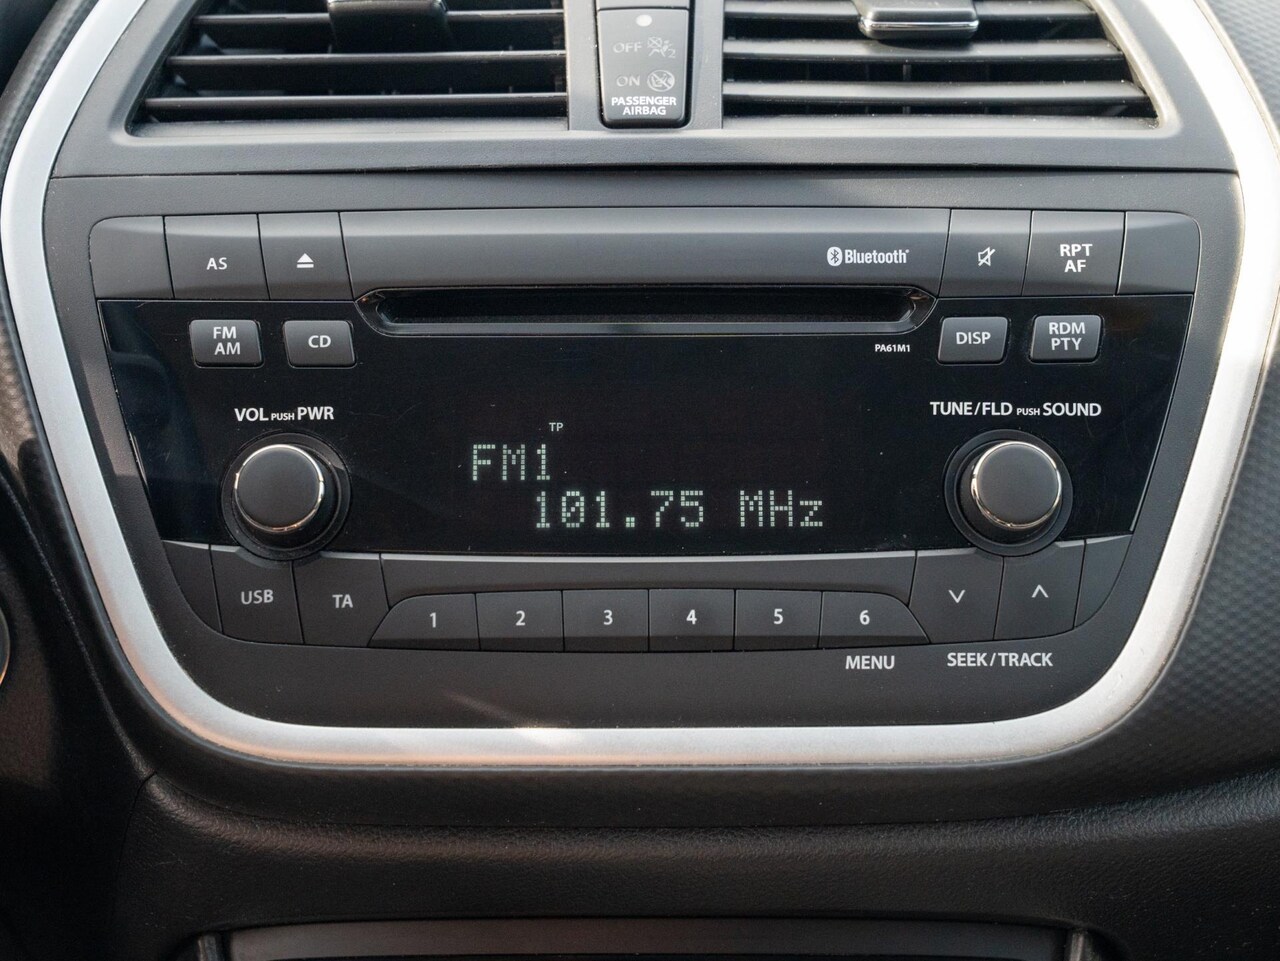 OFF
ON
PASSENGER
AIRBAG
AS
Bluetooth
RPT
AF
FM
AM
CD
PA61M1
DISP
RDM
PTY
VOL PUSH PWR
TUNE/FLD PUSH SOUND
TP
FM1
101.75 MHz
USB
TA
1
2
3
4
5
6
MENU
SEEK/TRACK